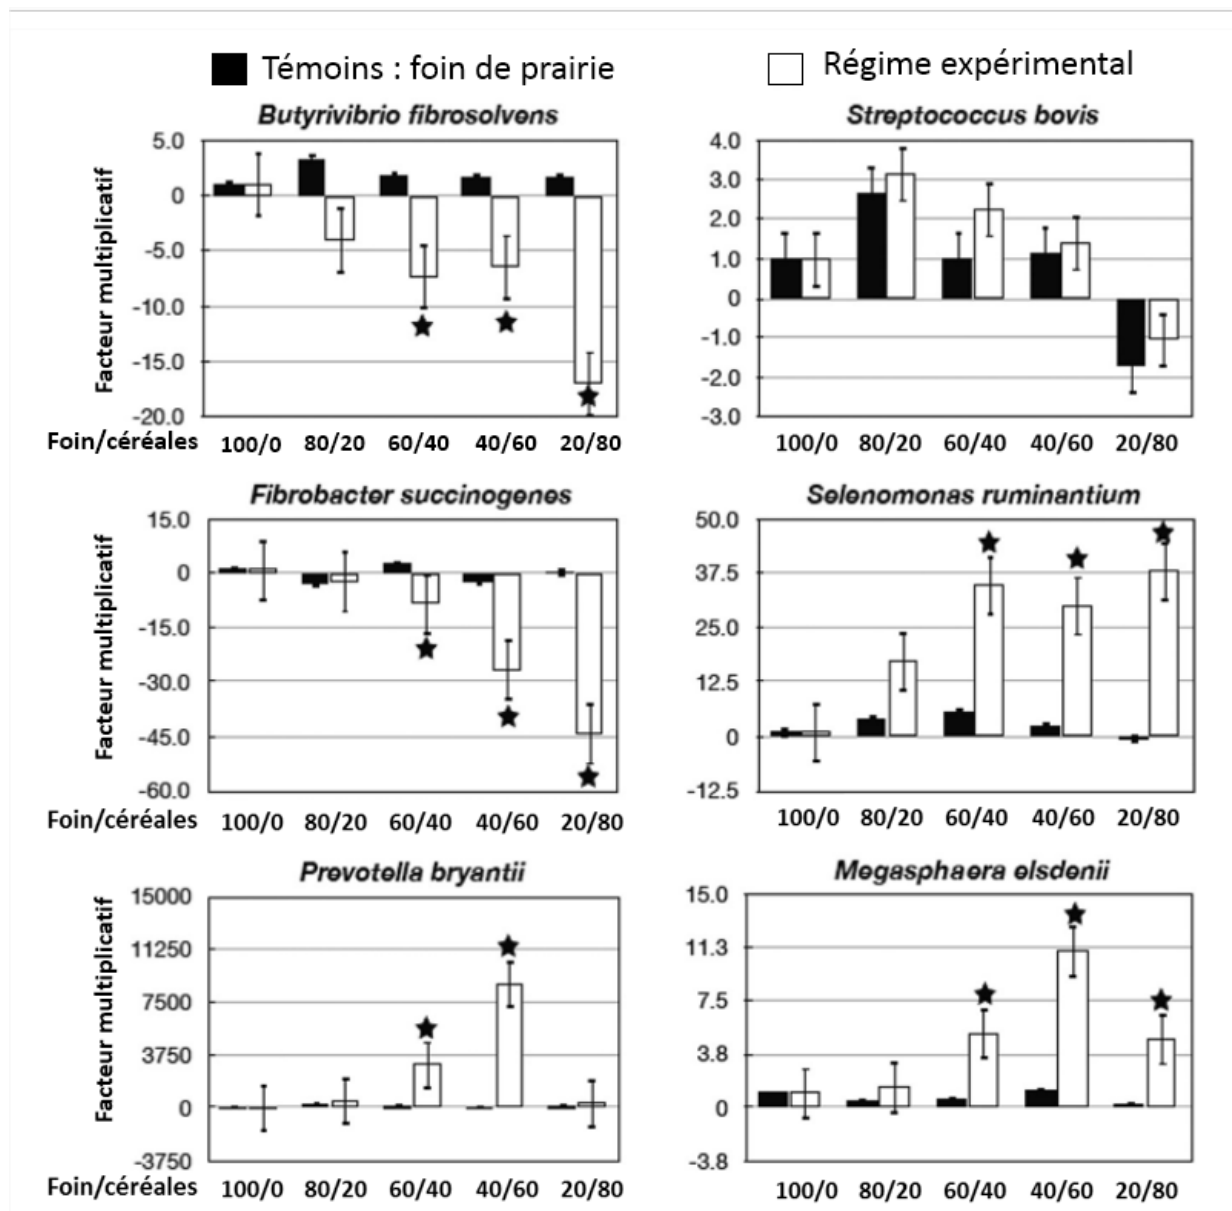 Témoins : foin de prairie
Régime expérimental
Butyrivibrio fibrosolvens
Facteur multiplicatif
5.0
0
-5.0
-10.0
-15.0
-20.0
Foin/céréales 100/0 80/20 60/40 40/60 20/80
Streptococcus bovis
4.0
3.0
2.0
1.0
0
-1.0
-2.0
-3.0
100/0 80/20 60/40 40/60 20/80
Fibrobacter succinogenes
Facteur multiplicatif
15.0
0
-15.0
-30.0
-45.0
-60.0
Foin/céréales 100/0 80/20 60/40 40/60 20/80
Selenomonas ruminantium
50.0
37.5
25.0
12.5
0
-12.5
100/0 80/20 60/40 40/60 20/80
Prevotella bryantii
Facteur multiplicatif
15000
11250
7500
3750
0
-3750
Foin/céréales 100/0 80/20 60/40 40/60 20/80
Megasphaera elsdenii
15.0
11.3
7.5
3.8
0
-3.8
100/0 80/20 60/40 40/60 20/80